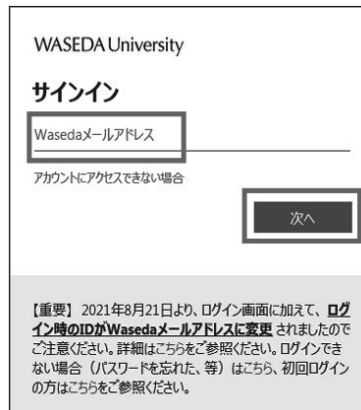 WASEDA University
サインイン
Wasedaメールアドレス
アカウントにアクセスできない場合
次へ
【重要】 2021年8月21日より、ログイン画面に加えて、ログ
イン時のIDがWasedaメールアドレスに変更 されましたので
ご注意ください。詳細はこちらをご参照ください。ログインでき
ない場合（パスワードを忘れた、等）はこちら、初回ログイン
の方はこちらをご参照ください。